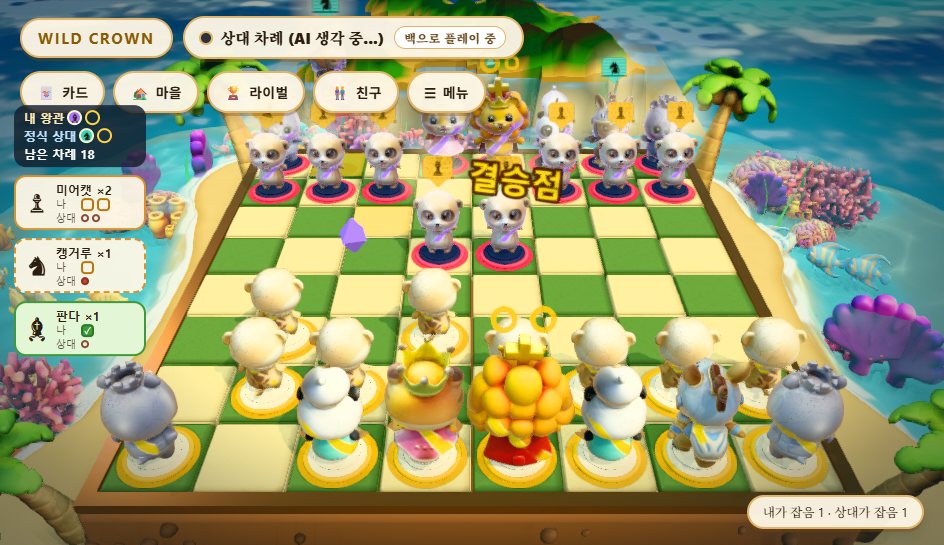 WILD CROWN
상대 차례 (AI 생각 중...)
백으로 플레이 중
카드
마을
라이벌
친구
☰ 메뉴
내 왕관
정식 상대
남은 차례 18
미어캣 ×2
나
상대
캥거루 ×1
나
상대
판다 ×1
나
상대
결승점
내가 잡음 1 · 상대가 잡음 1